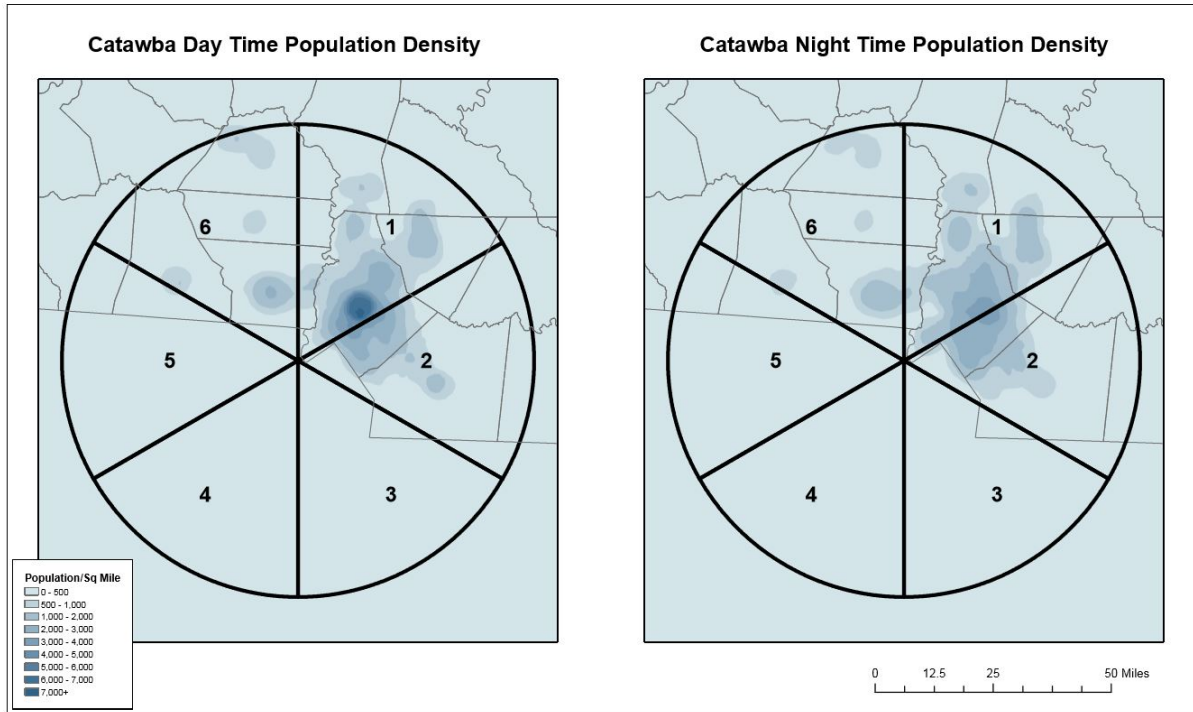 Catawba Day Time Population Density
Catawba Night Time Population Density
6
1
5
2
4
3
6
1
5
2
4
3
Population/Sq Mile
0 - 500
500 - 1,000
1,000 - 2,000
2,000 - 3,000
3,000 - 4,000
4,000 - 5,000
5,000 - 6,000
6,000 - 7,000
7,000+
0 12.5 25 50 Miles